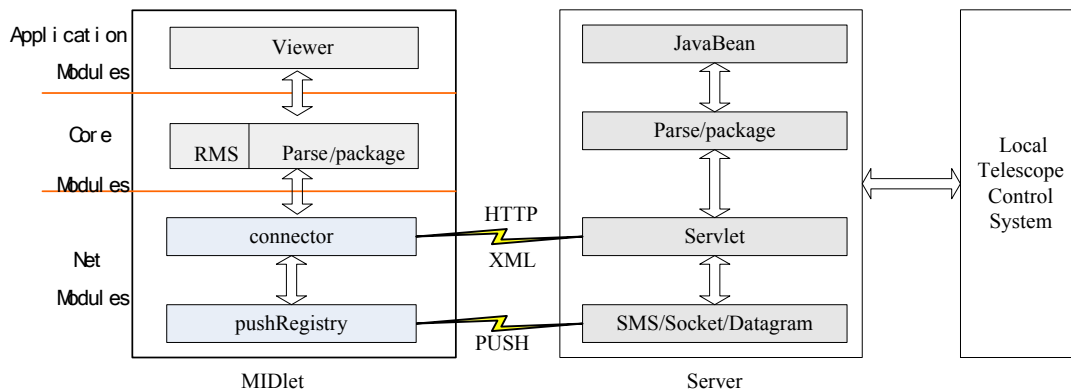 Application
Modules
Core
Modules
Net
Modules
Viewer
RMS
Parse/package
connector
pushRegistry
MIDlet
HTTP
XML
PUSH
JavaBean
Parse/package
Servlet
SMS/Socket/Datagram
Server
Local
Telescope
Control
System